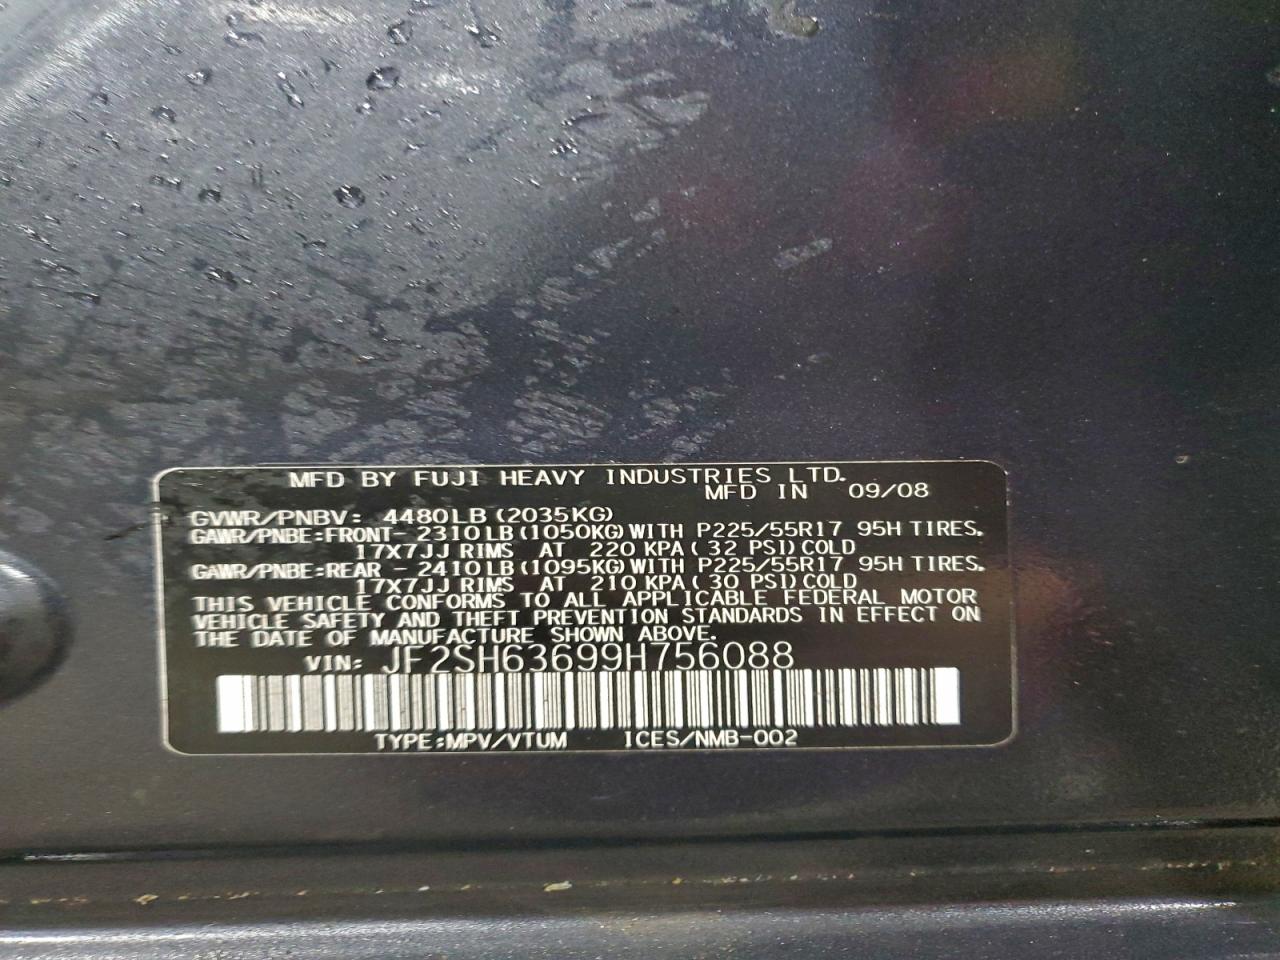 MFD BY FUJI HEAVY INDUSTRIES LTD.
MFD IN 09/08
GVWR/PNBV: 4480LB(2035KG)
GAWR/PNBE:FRONT- 2310LB(1050KG)WITH P225/55R17 95H TIRES.
17X7JJ RIMS AT 220 KPA( 32 PSI)COLD
GAWR/PNBE:REAR - 2410LB(1095KG)WITH P225/55R17 95H TIRES.
17X7JJ RIMS AT 210 KPA( 30 PSI)COLD
THIS VEHICLE CONFORMS TO ALL APPLICABLE FEDERAL MOTOR
VEHICLE SAFETY AND THEFT PREVENTION STANDARDS IN EFFECT ON
THE DATE OF MANUFACTURE SHOWN ABOVE.
VIN: JF2SH63699H756088
TYPE:MPV/VTUM ICES/NMB-002